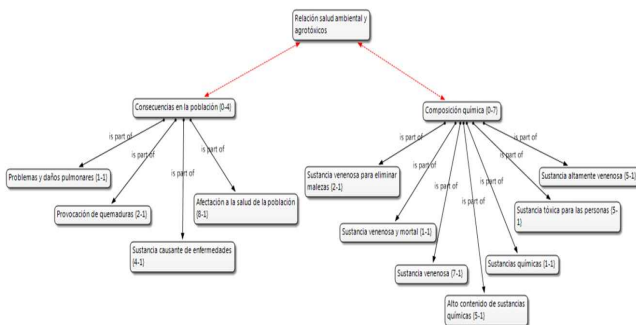 Relación salud ambiental y
agrotóxicos
Consecuencias en la población (0-4)
Composición química (0-7)
is part of
is part of
is part of
is part of
is part of
is part of
is part of
is part of
is part of
is part of
is part of
Problemas y daños pulmonares (1-1)
Provocación de quemaduras (2-1)
Sustancia causante de enfermedades
(4-1)
Afectación a la salud de la población
(8-1)
Sustancia venenosa para eliminar
malezas (2-1)
Sustancia venenosa y mortal (1-1)
Sustancia venenosa (7-1)
Alto contenido de sustancias
químicas (5-1)
Sustancias químicas (1-1)
Sustancia tóxica para las personas (5-
1)
Sustancia altamente venenosa (5-1)